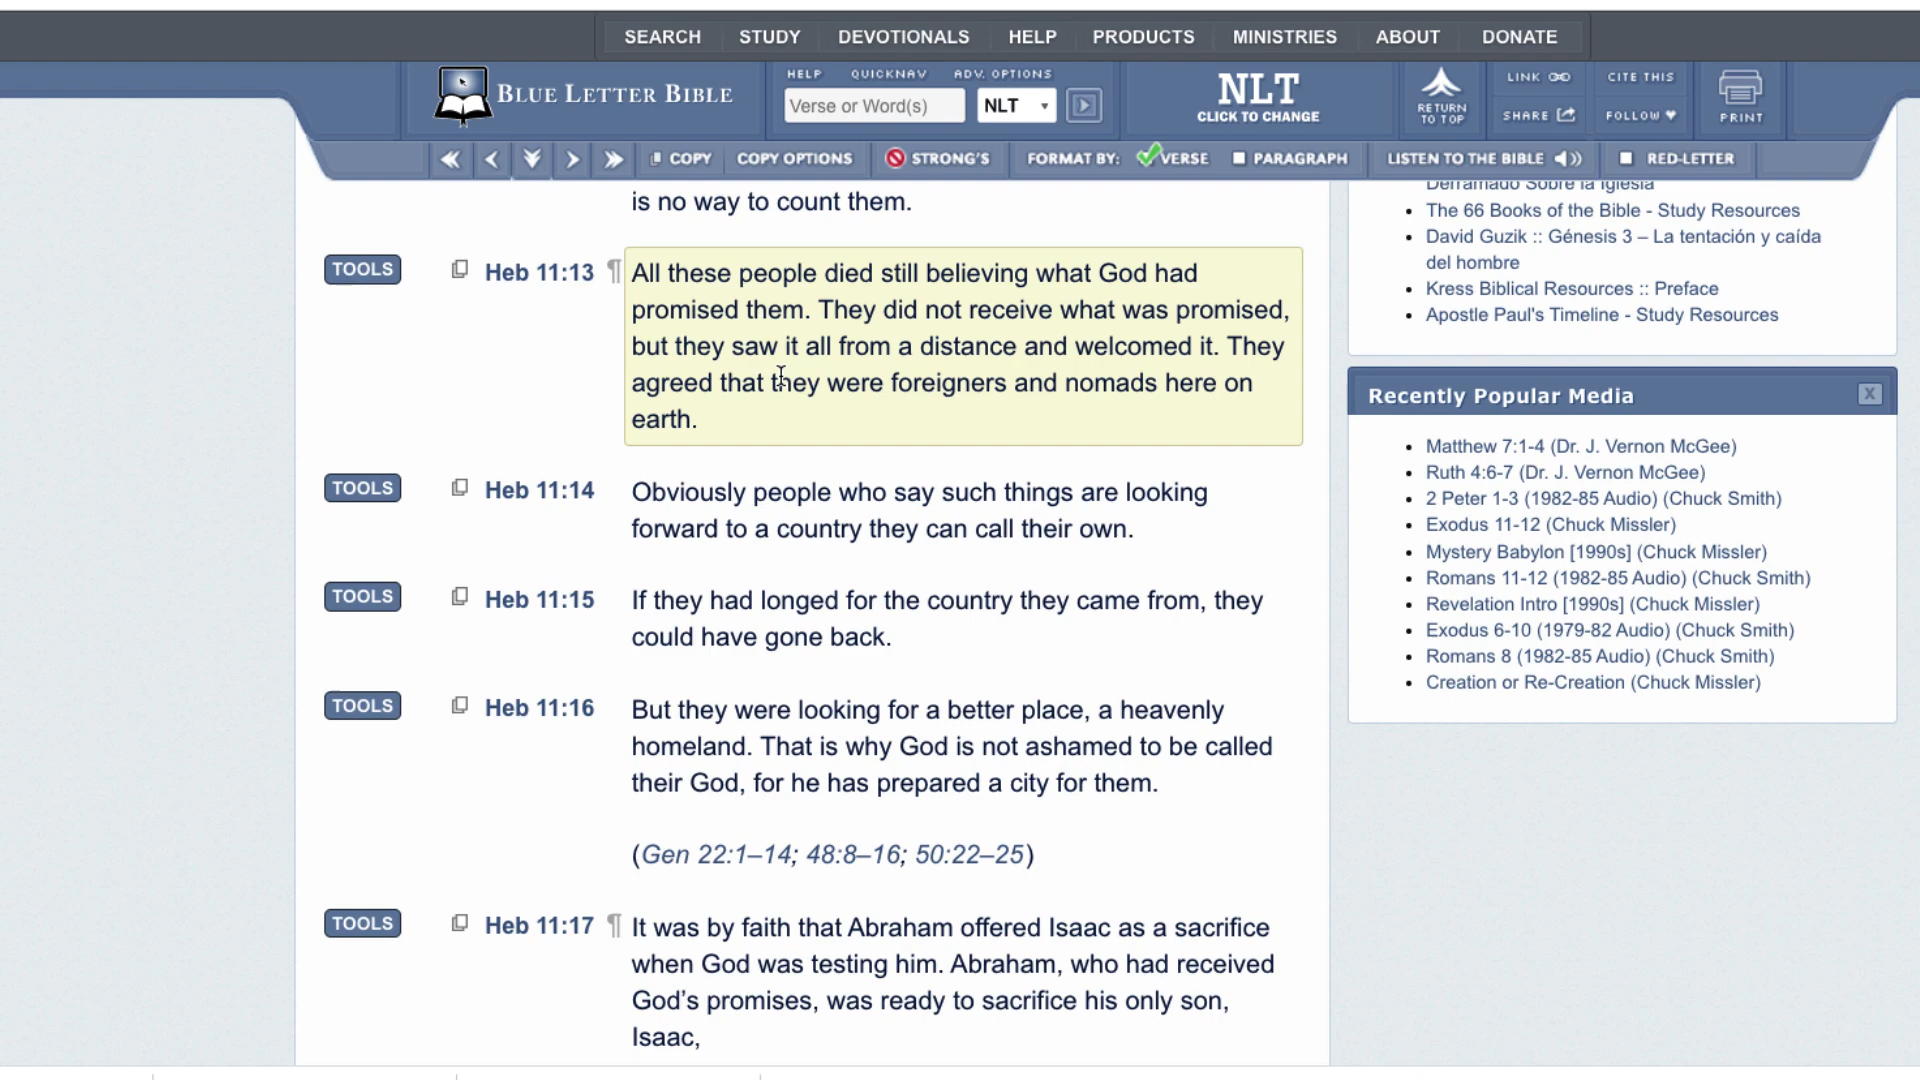 SEARCH STUDY DEVOTIONALS HELP PRODUCTS MINISTRIES ABOUT DONATE
BLUE LETTER BIBLE
HELP QUICKNAV ADV. OPTIONS
Verse or Word(s) NLT
NLT
CLICK TO CHANGE
RETURN
TO TOP
LINK
SHARE
CITE THIS
FOLLOW
PRINT
COPY COPY OPTIONS STRONG'S FORMAT BY: VERSE PARAGRAPH LISTEN TO THE BIBLE RED-LETTER
is no way to count them.
TOOLS Heb 11:13 ¶ All these people died still believing what God had
promised them. They did not receive what was promised,
but they saw it all from a distance and welcomed it. They
agreed that they were foreigners and nomads here on
earth.
TOOLS Heb 11:14 Obviously people who say such things are looking
forward to a country they can call their own.
TOOLS Heb 11:15 If they had longed for the country they came from, they
could have gone back.
TOOLS Heb 11:16 But they were looking for a better place, a heavenly
homeland. That is why God is not ashamed to be called
their God, for he has prepared a city for them.
(Gen 22:1–14; 48:8–16; 50:22–25)
TOOLS Heb 11:17 ¶ It was by faith that Abraham offered Isaac as a sacrifice
when God was testing him. Abraham, who had received
God’s promises, was ready to sacrifice his only son,
Isaac,
Derramado Sobre la Iglesia
• The 66 Books of the Bible - Study Resources
• David Guzik :: Génesis 3 – La tentación y caída
del hombre
• Kress Biblical Resources :: Preface
• Apostle Paul's Timeline - Study Resources
Recently Popular Media X
• Matthew 7:1-4 (Dr. J. Vernon McGee)
• Ruth 4:6-7 (Dr. J. Vernon McGee)
• 2 Peter 1-3 (1982-85 Audio) (Chuck Smith)
• Exodus 11-12 (Chuck Missler)
• Mystery Babylon [1990s] (Chuck Missler)
• Romans 11-12 (1982-85 Audio) (Chuck Smith)
• Revelation Intro [1990s] (Chuck Missler)
• Exodus 6-10 (1979-82 Audio) (Chuck Smith)
• Romans 8 (1982-85 Audio) (Chuck Smith)
• Creation or Re-Creation (Chuck Missler)